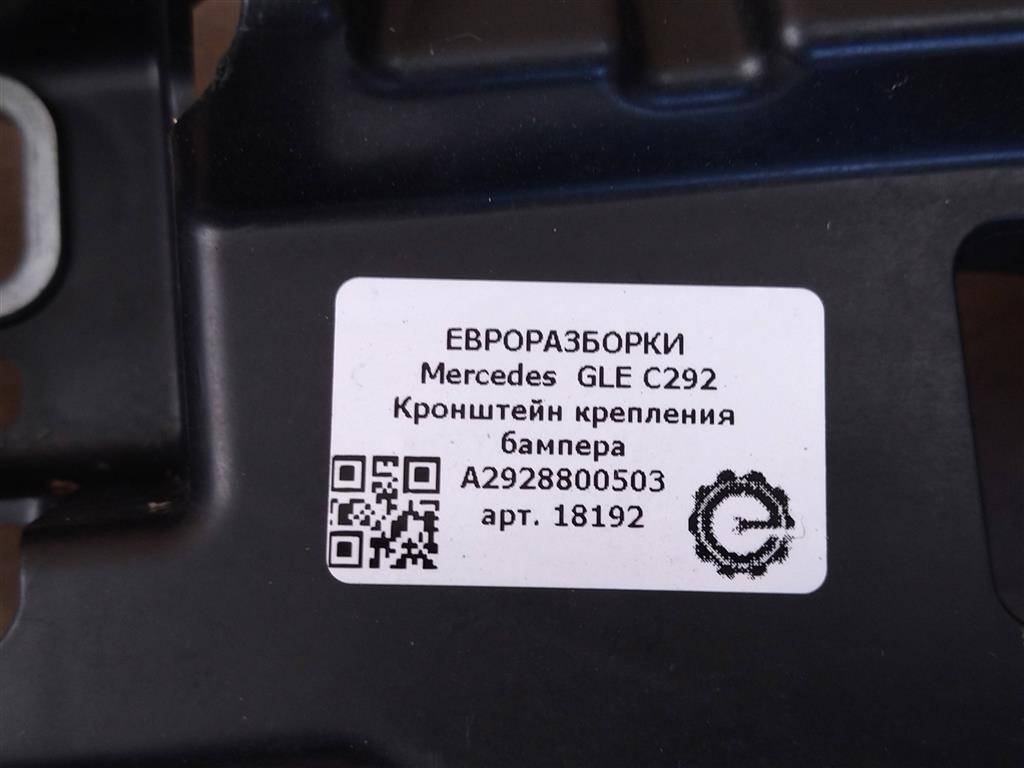 ЕВРОРАЗБОРКИ
Mercedes GLE C292
Кронштейн крепления
бампера
A2928800503
арт. 18192